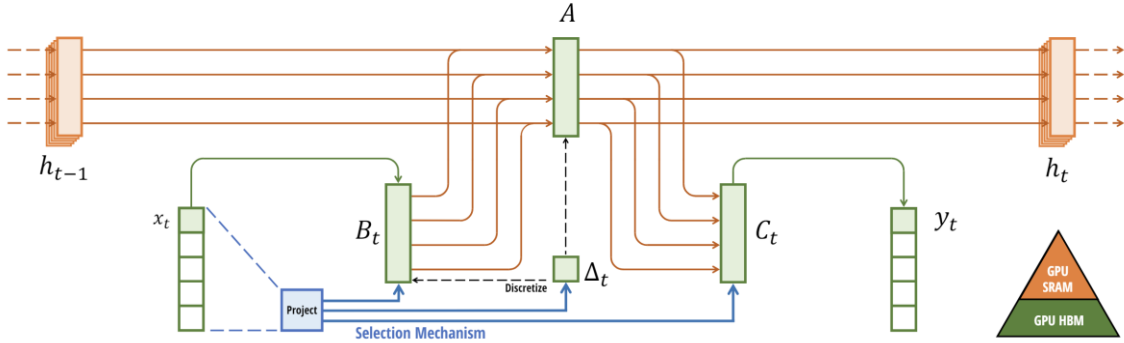 A
h_{t-1}
h_t
x_t
B_t
C_t
y_t
Δ_t
Discretize
Project
Selection Mechanism
GPU
SRAM
GPU HBM